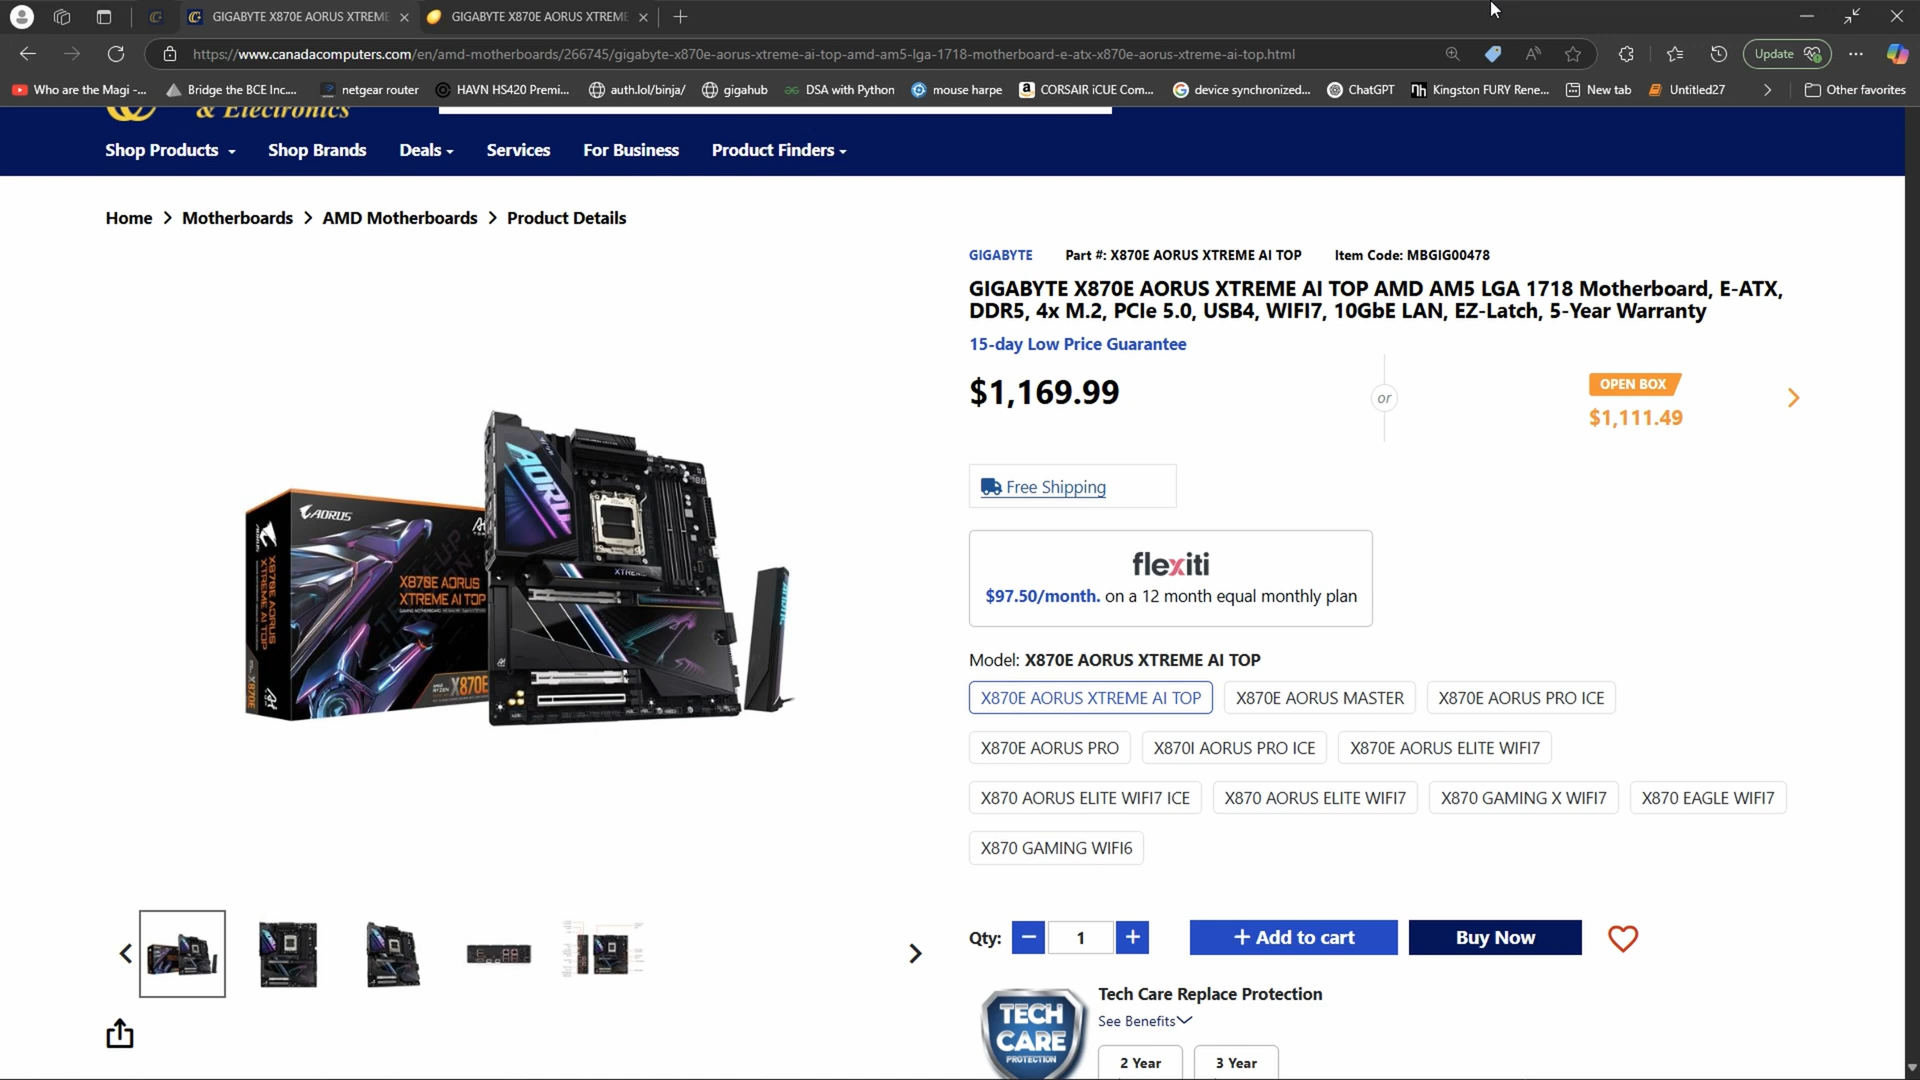 GIGABYTE X870E AORUS XTREME
GIGABYTE X870E AORUS XTREME
https://www.canadacomputers.com/en/amd-motherboards/266745/gigabyte-x870e-aorus-xtreme-ai-top-amd-am5-lga-1718-motherboard-e-atx-x870e-aorus-xtreme-ai-top.html
Update
Who are the Magi -...
Bridge the BCE Inc....
netgear router
HAVN HS420 Premi...
auth.lol/binja/
gigahub
DSA with Python
mouse harpe
CORSAIR iCUE Com...
device synchronized...
ChatGPT
Kingston FURY Rene...
New tab
Untitled27
Other favorites
& Electronics
Shop Products
Shop Brands
Deals
Services
For Business
Product Finders
Home > Motherboards > AMD Motherboards > Product Details
GIGABYTE Part #: X870E AORUS XTREME AI TOP Item Code: MBGIG00478
GIGABYTE X870E AORUS XTREME AI TOP AMD AM5 LGA 1718 Motherboard, E-ATX,
DDR5, 4x M.2, PCIe 5.0, USB4, WIFI7, 10GbE LAN, EZ-Latch, 5-Year Warranty
15-day Low Price Guarantee
$1,169.99
or
OPEN BOX
$1,111.49
Free Shipping
flexiti
$97.50/month. on a 12 month equal monthly plan
AORUS
X870E AORUS
XTREME AI TOP
X870E AORUS
XTREME AI TOP
X870E
X870E
AORU
XTREME
Model: X870E AORUS XTREME AI TOP
X870E AORUS XTREME AI TOP
X870E AORUS MASTER
X870E AORUS PRO ICE
X870E AORUS PRO
X870I AORUS PRO ICE
X870E AORUS ELITE WIFI7
X870 AORUS ELITE WIFI7 ICE
X870 AORUS ELITE WIFI7
X870 GAMING X WIFI7
X870 EAGLE WIFI7
X870 GAMING WIFI6
Qty:
1
+ Add to cart
Buy Now
TECH
CARE
PROTECTION
Tech Care Replace Protection
See Benefits
2 Year
3 Year